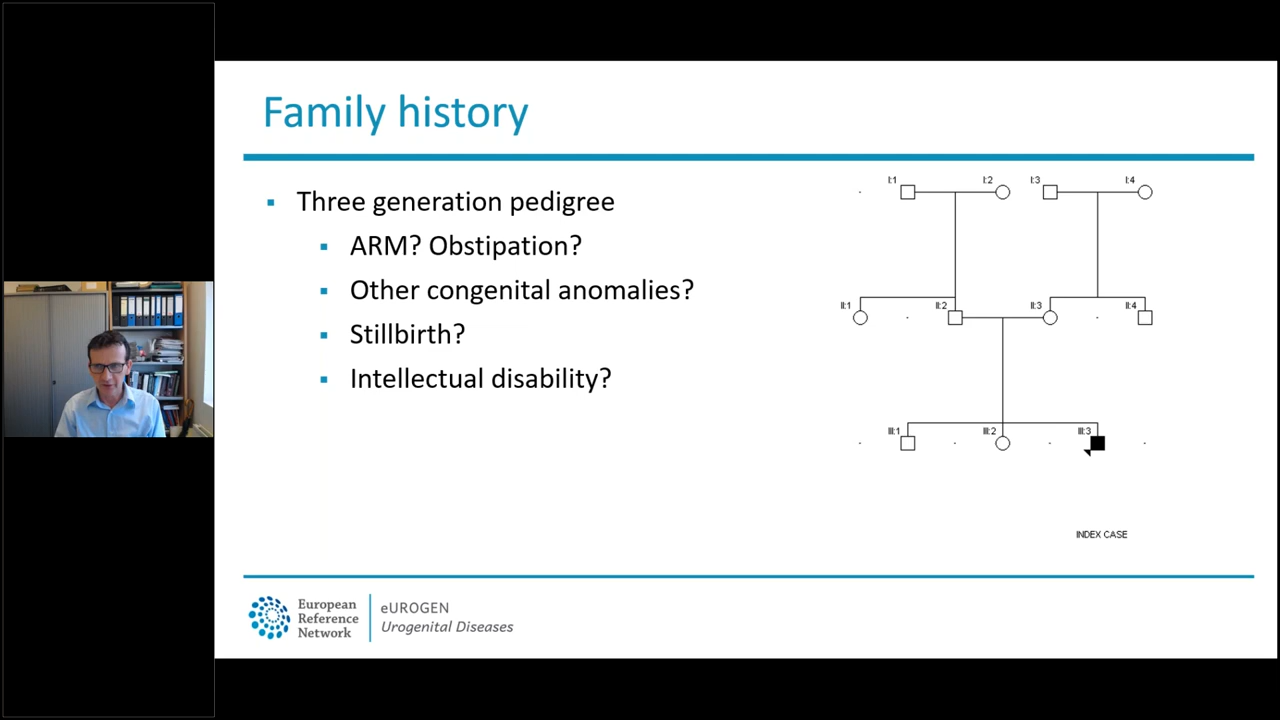 Family history
▪ Three generation pedigree
▪ ARM? Obstipation?
▪ Other congenital anomalies?
▪ Stillbirth?
▪ Intellectual disability?
I:1 I:2 I:3 I:4
II:1 II:2 II:3 II:4
III:1 III:2 III:3
INDEX CASE
European
Reference
Network
eUROGEN
Urogenital Diseases